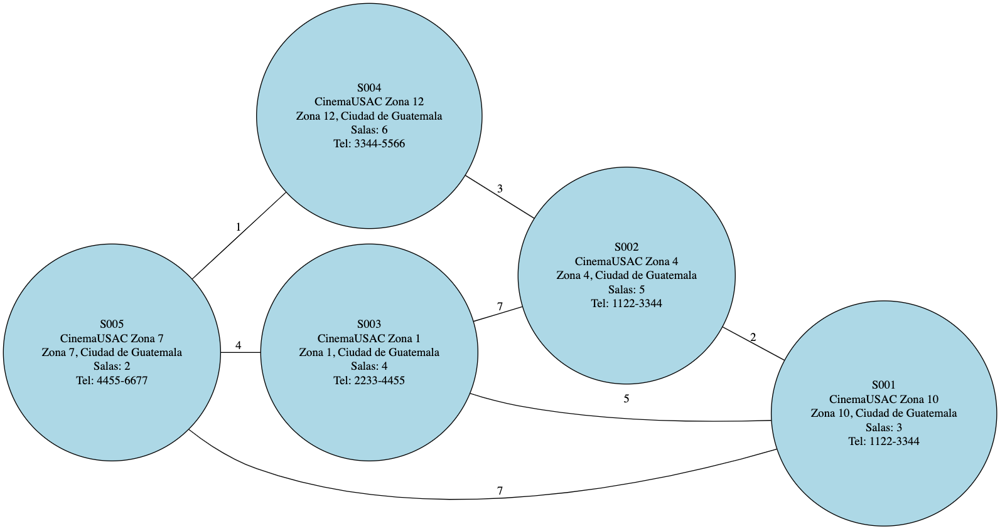 S004
CinemaUSAC Zona 12
Zona 12, Ciudad de Guatemala
Salas: 6
Tel: 3344-5566
3
1
S002
CinemaUSAC Zona 4
Zona 4, Ciudad de Guatemala
Salas: 5
Tel: 1122-3344
7
S005
CinemaUSAC Zona 7
Zona 7, Ciudad de Guatemala
Salas: 2
Tel: 4455-6677
4
S003
CinemaUSAC Zona 1
Zona 1, Ciudad de Guatemala
Salas: 4
Tel: 2233-4455
2
5
S001
CinemaUSAC Zona 10
Zona 10, Ciudad de Guatemala
Salas: 3
Tel: 1122-3344
7